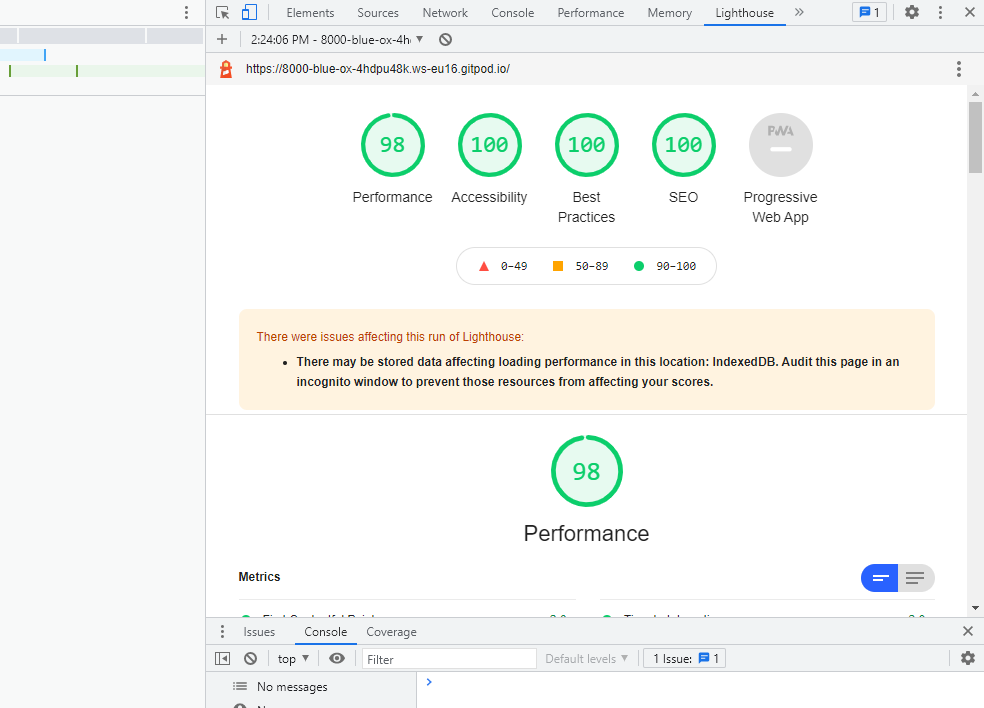 Elements Sources Network Console Performance Memory Lighthouse » 1
2:24:06 PM - 8000-blue-ox-4h
https://8000-blue-ox-4hdpu48k.ws-eu16.gitpod.io/
98 100 100 100 PWA
Performance Accessibility Best Practices SEO Progressive Web App
0–49 50–89 90–100
There were issues affecting this run of Lighthouse:
• There may be stored data affecting loading performance in this location: IndexedDB. Audit this page in an
incognito window to prevent those resources from affecting your scores.
98
Performance
Metrics
Issues Console Coverage
top Filter Default levels 1 Issue: 1
No messages